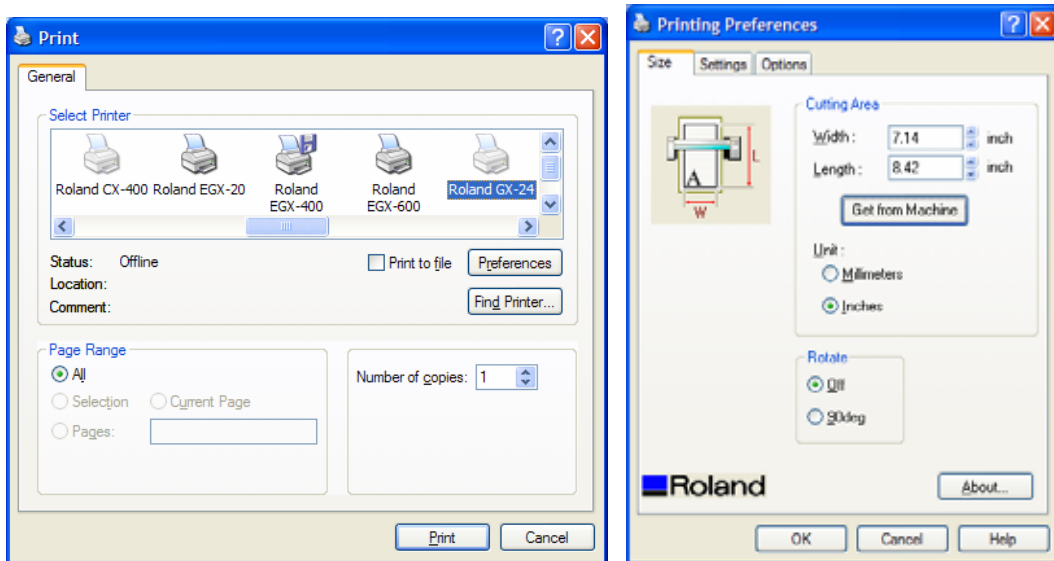 Print
General
Select Printer
Roland CX-400
Roland EGX-20
Roland EGX-400
Roland EGX-600
Roland GX-24
Status: Offline
Location:
Comment:
Print to file
Preferences
Find Printer...
Page Range
All
Selection
Current Page
Pages:
Number of copies: 1
Print
Cancel
Printing Preferences
Size
Settings
Options
A
L
W
Cutting Area
Width: 7.14 inch
Length: 8.42 inch
Get from Machine
Unit:
Millimeters
Inches
Rotate
Off
90deg
Roland
About...
OK
Cancel
Help